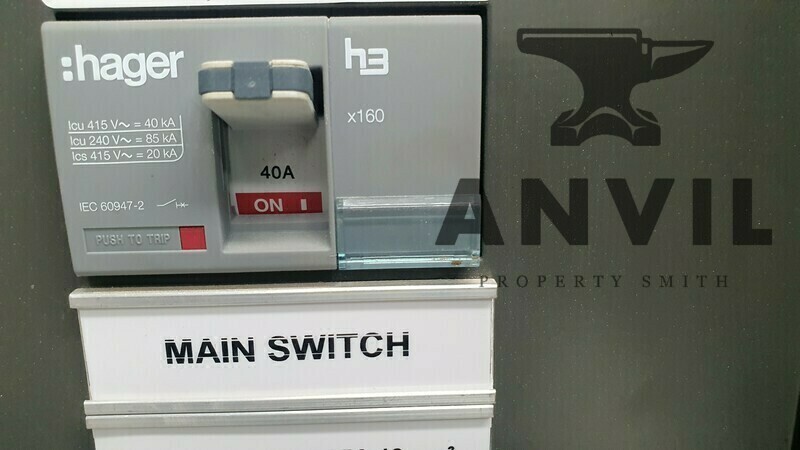 :hager
h3
x160
Icu 415 V~ = 40 kA
Icu 240 V~ = 85 kA
Ics 415 V~ = 20 kA
40A
IEC 60947-2
ON I
PUSH TO TRIP
MAIN SWITCH
ANVIL
PROPERTY SMITH